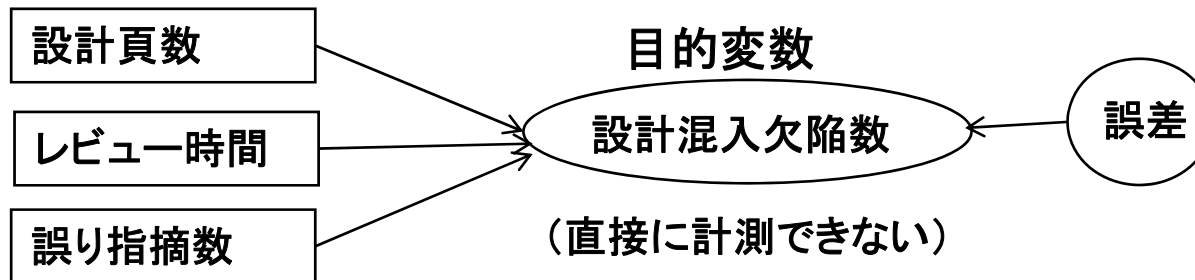 設計頁数
レビュー時間
誤り指摘数
目的変数
設計混入欠陥数
（直接に計測できない）
誤差